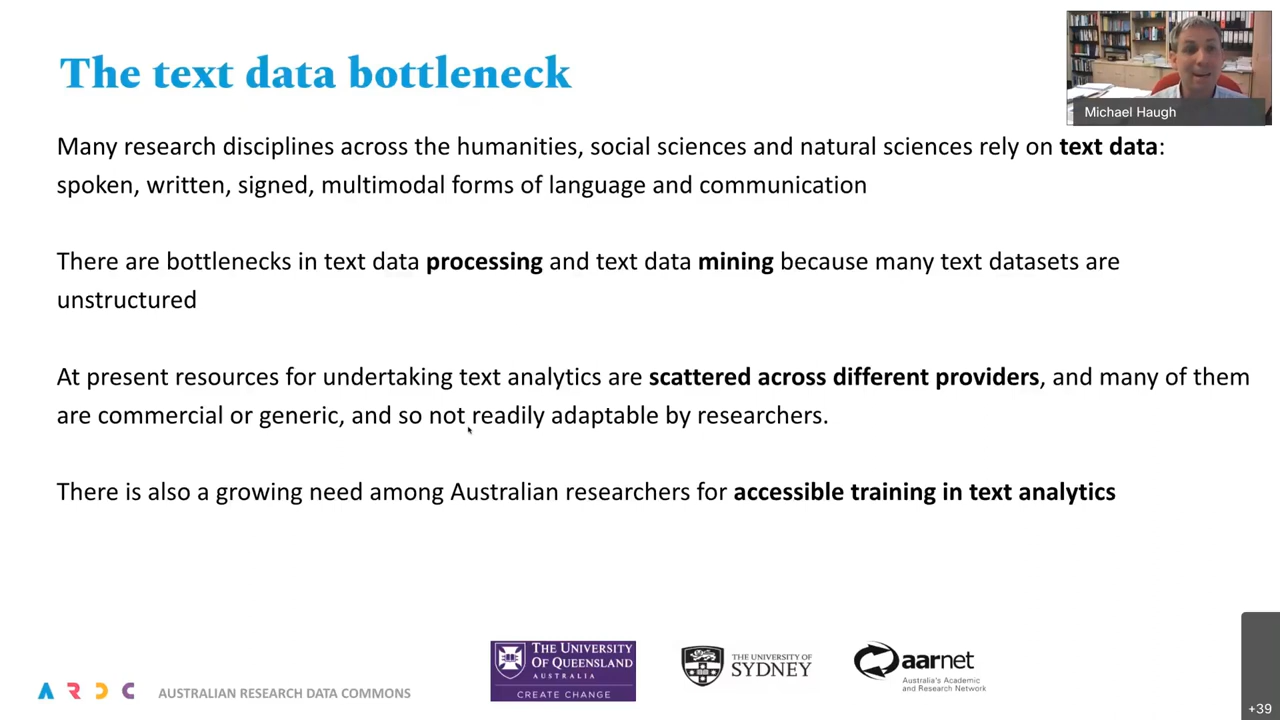 The text data bottleneck
Michael Haugh
Many research disciplines across the humanities, social sciences and natural sciences rely on text data:
spoken, written, signed, multimodal forms of language and communication
There are bottlenecks in text data processing and text data mining because many text datasets are
unstructured
At present resources for undertaking text analytics are scattered across different providers, and many of them
are commercial or generic, and so not readily adaptable by researchers.
There is also a growing need among Australian researchers for accessible training in text analytics
ARDC AUSTRALIAN RESEARCH DATA COMMONS
THE UNIVERSITY
OF QUEENSLAND
AUSTRALIA
CREATE CHANGE
THE UNIVERSITY OF
SYDNEY
aarnet
Australia's Academic
and Research Network
+39